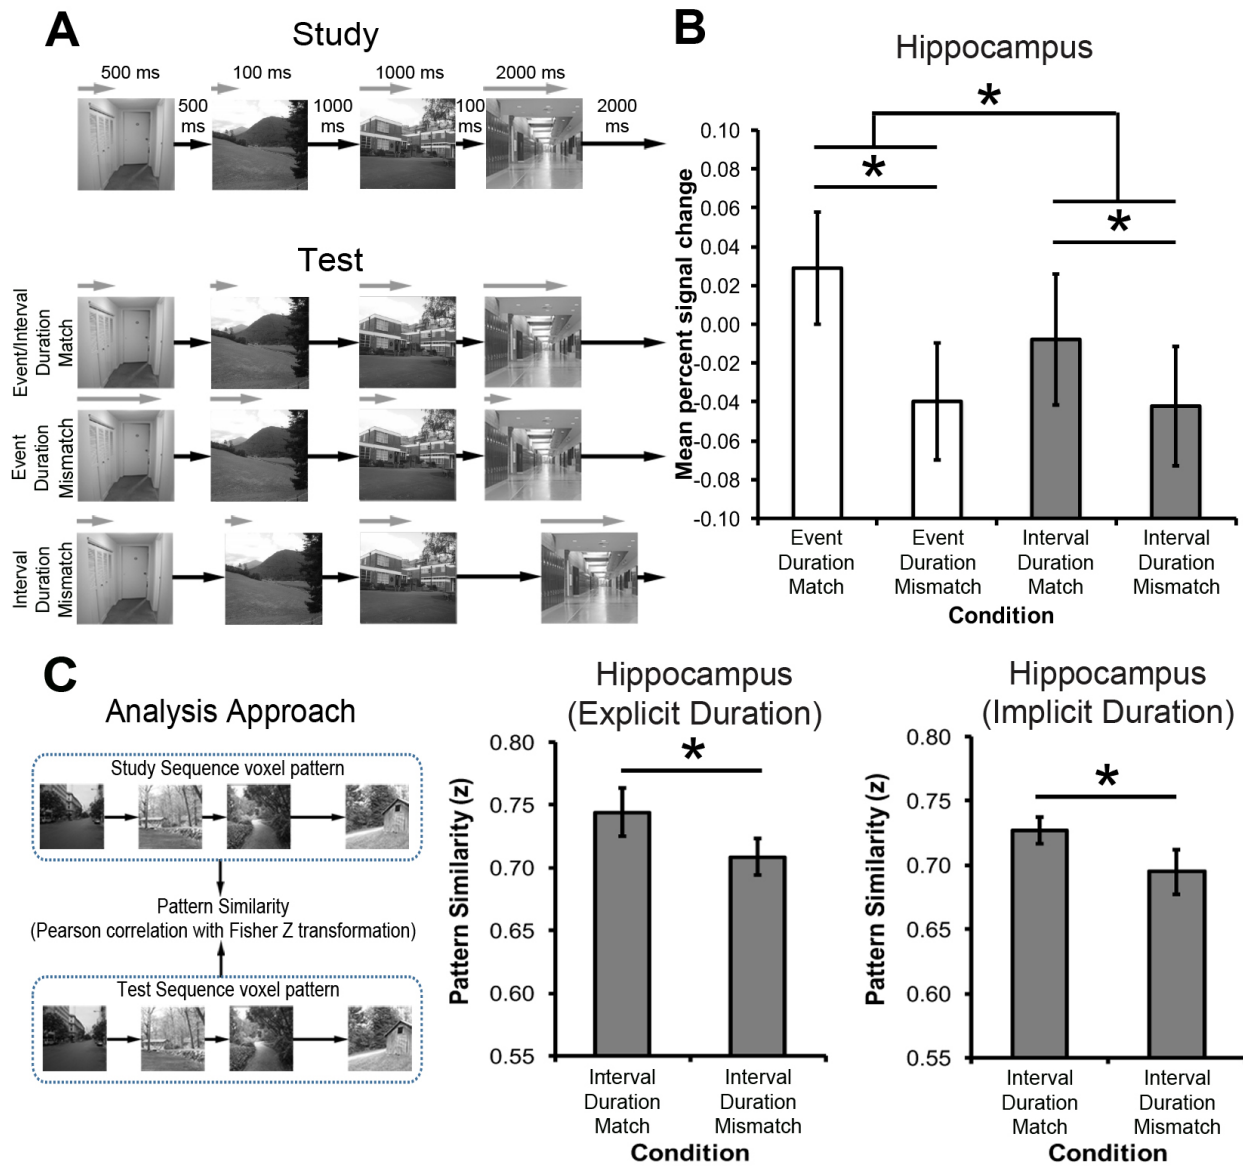 A
Study
500 ms
100 ms
1000 ms
2000 ms
500
ms
1000
ms
100
ms
2000
ms
Test
Event/Interval
Duration
Match
Event
Duration
Mismatch
Interval
Duration
Mismatch
B
Hippocampus
*
*
*
Mean percent signal change
0.10
0.08
0.06
0.04
0.02
0.00
-0.02
-0.04
-0.06
-0.08
-0.10
Event
Duration
Match
Event
Duration
Mismatch
Interval
Duration
Match
Interval
Duration
Mismatch
Condition
C
Analysis Approach
Study Sequence voxel pattern
Pattern Similarity
(Pearson correlation with Fisher Z transformation)
Test Sequence voxel pattern
Hippocampus
(Explicit Duration)
*
Pattern Similarity (z)
0.80
0.75
0.70
0.65
0.60
0.55
Interval
Duration
Match
Interval
Duration
Mismatch
Condition
Hippocampus
(Implicit Duration)
*
Pattern Similarity (z)
0.80
0.75
0.70
0.65
0.60
0.55
Interval
Duration
Match
Interval
Duration
Mismatch
Condition